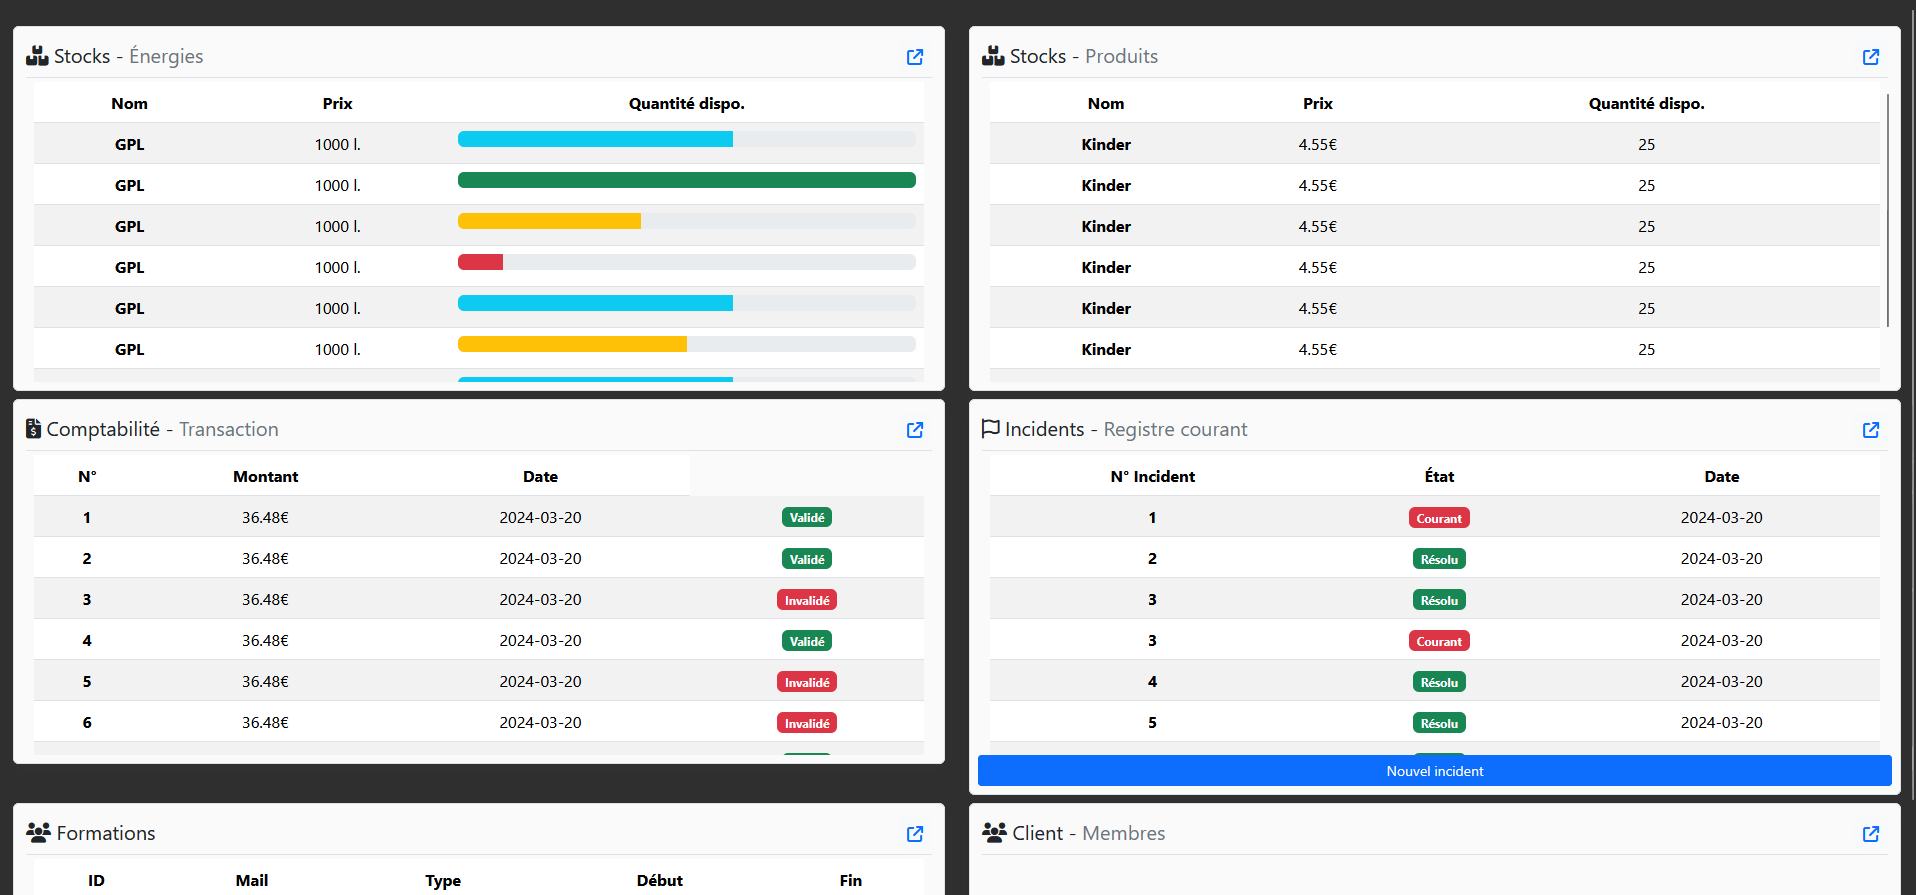 Stocks - Énergies
Nom Prix Quantité dispo.
GPL 1000 l.
GPL 1000 l.
GPL 1000 l.
GPL 1000 l.
GPL 1000 l.
GPL 1000 l.
Stocks - Produits
Nom Prix Quantité dispo.
Kinder 4.55€ 25
Kinder 4.55€ 25
Kinder 4.55€ 25
Kinder 4.55€ 25
Kinder 4.55€ 25
Kinder 4.55€ 25
Comptabilité - Transaction
N° Montant Date
1 36.48€ 2024-03-20 Validé
2 36.48€ 2024-03-20 Validé
3 36.48€ 2024-03-20 Invalidé
4 36.48€ 2024-03-20 Validé
5 36.48€ 2024-03-20 Invalidé
6 36.48€ 2024-03-20 Invalidé
Incidents - Registre courant
N° Incident État Date
1 Courant 2024-03-20
2 Résolu 2024-03-20
3 Résolu 2024-03-20
3 Courant 2024-03-20
4 Résolu 2024-03-20
5 Résolu 2024-03-20
Nouvel incident
Formations
ID Mail Type Début Fin
Client - Membres